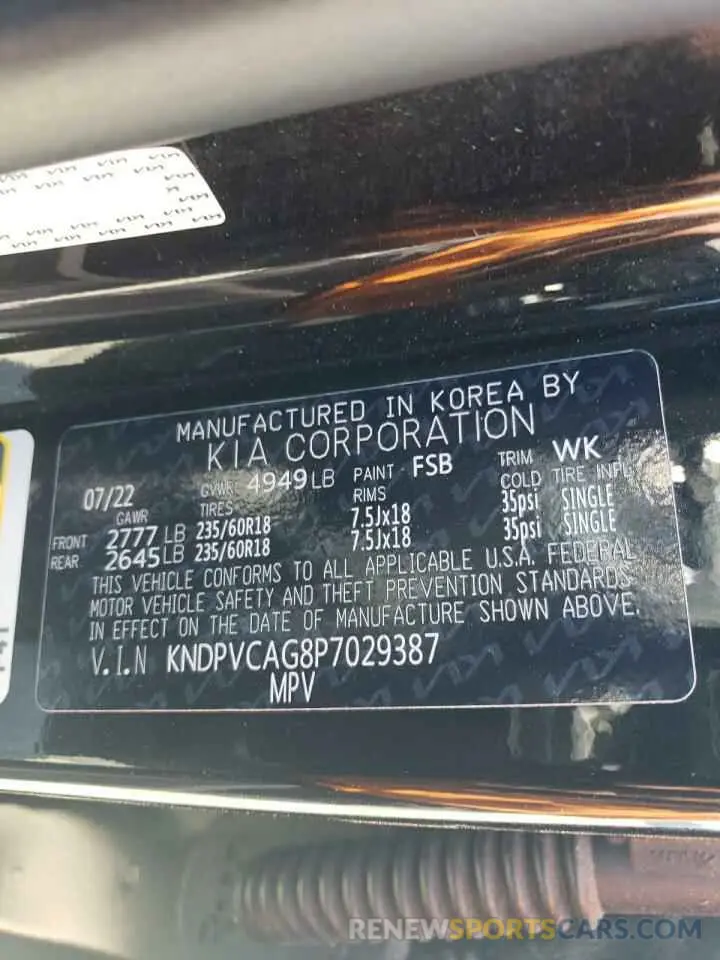 MANUFACTURED IN KOREA BY
KIA CORPORATION
07/22 GVWR 4949LB PAINT FSB TRIM WK
GAWR TIRES RIMS COLD TIRE INFL
FRONT 2777 LB 235/60R18 7.5Jx18 35psi SINGLE
REAR 2645LB 235/60R18 7.5Jx18 35psi SINGLE
THIS VEHICLE CONFORMS TO ALL APPLICABLE U.S.A. FEDERAL
MOTOR VEHICLE SAFETY AND THEFT PREVENTION STANDARDS
IN EFFECT ON THE DATE OF MANUFACTURE SHOWN ABOVE.
V.I.N KNDPVCAG8P7029387
MPV
RENEWSPORTSCARS.COM